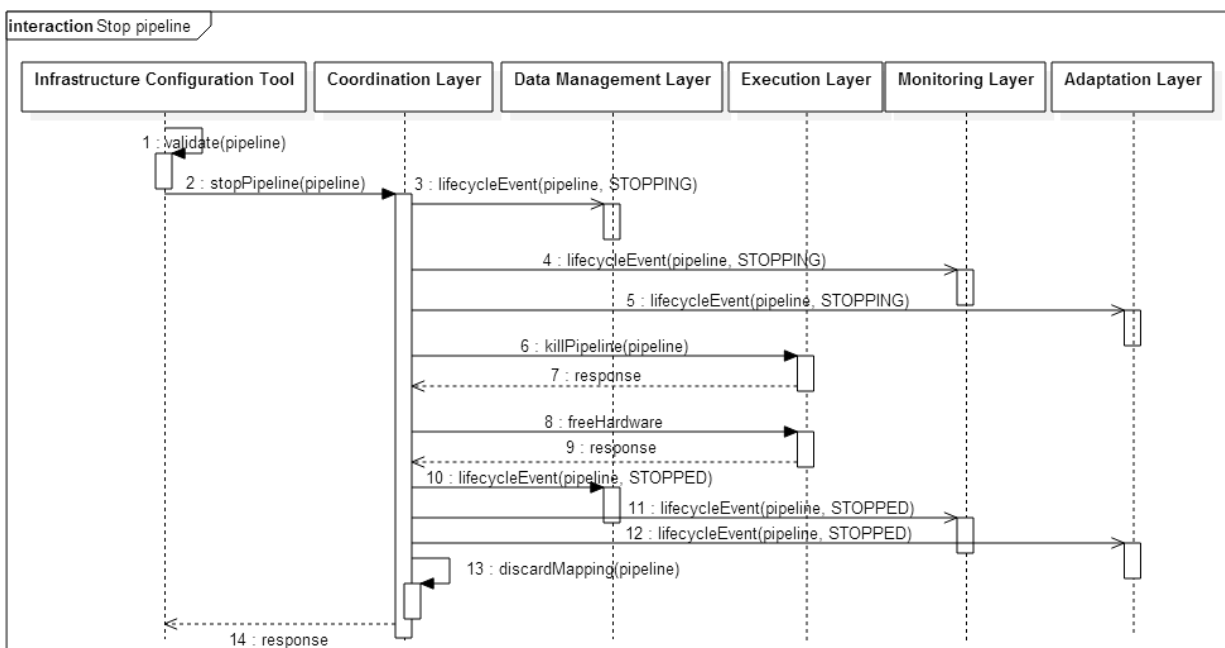 interaction Stop pipeline
Infrastructure Configuration Tool
Coordination Layer
Data Management Layer
Execution Layer
Monitoring Layer
Adaptation Layer
1 : validate(pipeline)
2 : stopPipeline(pipeline)
3 : lifecycleEvent(pipeline, STOPPING)
4 : lifecycleEvent(pipeline, STOPPING)
5 : lifecycleEvent(pipeline, STOPPING)
6 : killPipeline(pipeline)
7 : response
8 : freeHardware
9 : response
10 : lifecycleEvent(pipeline, STOPPED)
11 : lifecycleEvent(pipeline, STOPPED)
12 : lifecycleEvent(pipeline, STOPPED)
13 : discardMapping(pipeline)
14 : response